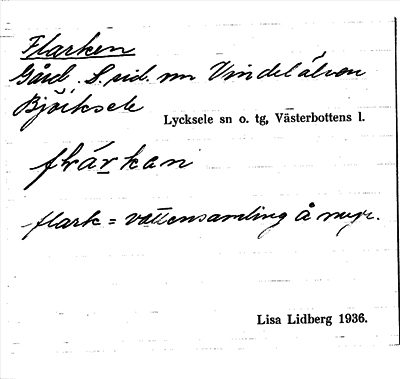 Flarken
Gård. S. sid. om Vindelälven
Björksele
Lycksele sn o. tg, Västerbottens l.
flárkan
flark = vattensamling å myr.
Lisa Lidberg 1936.